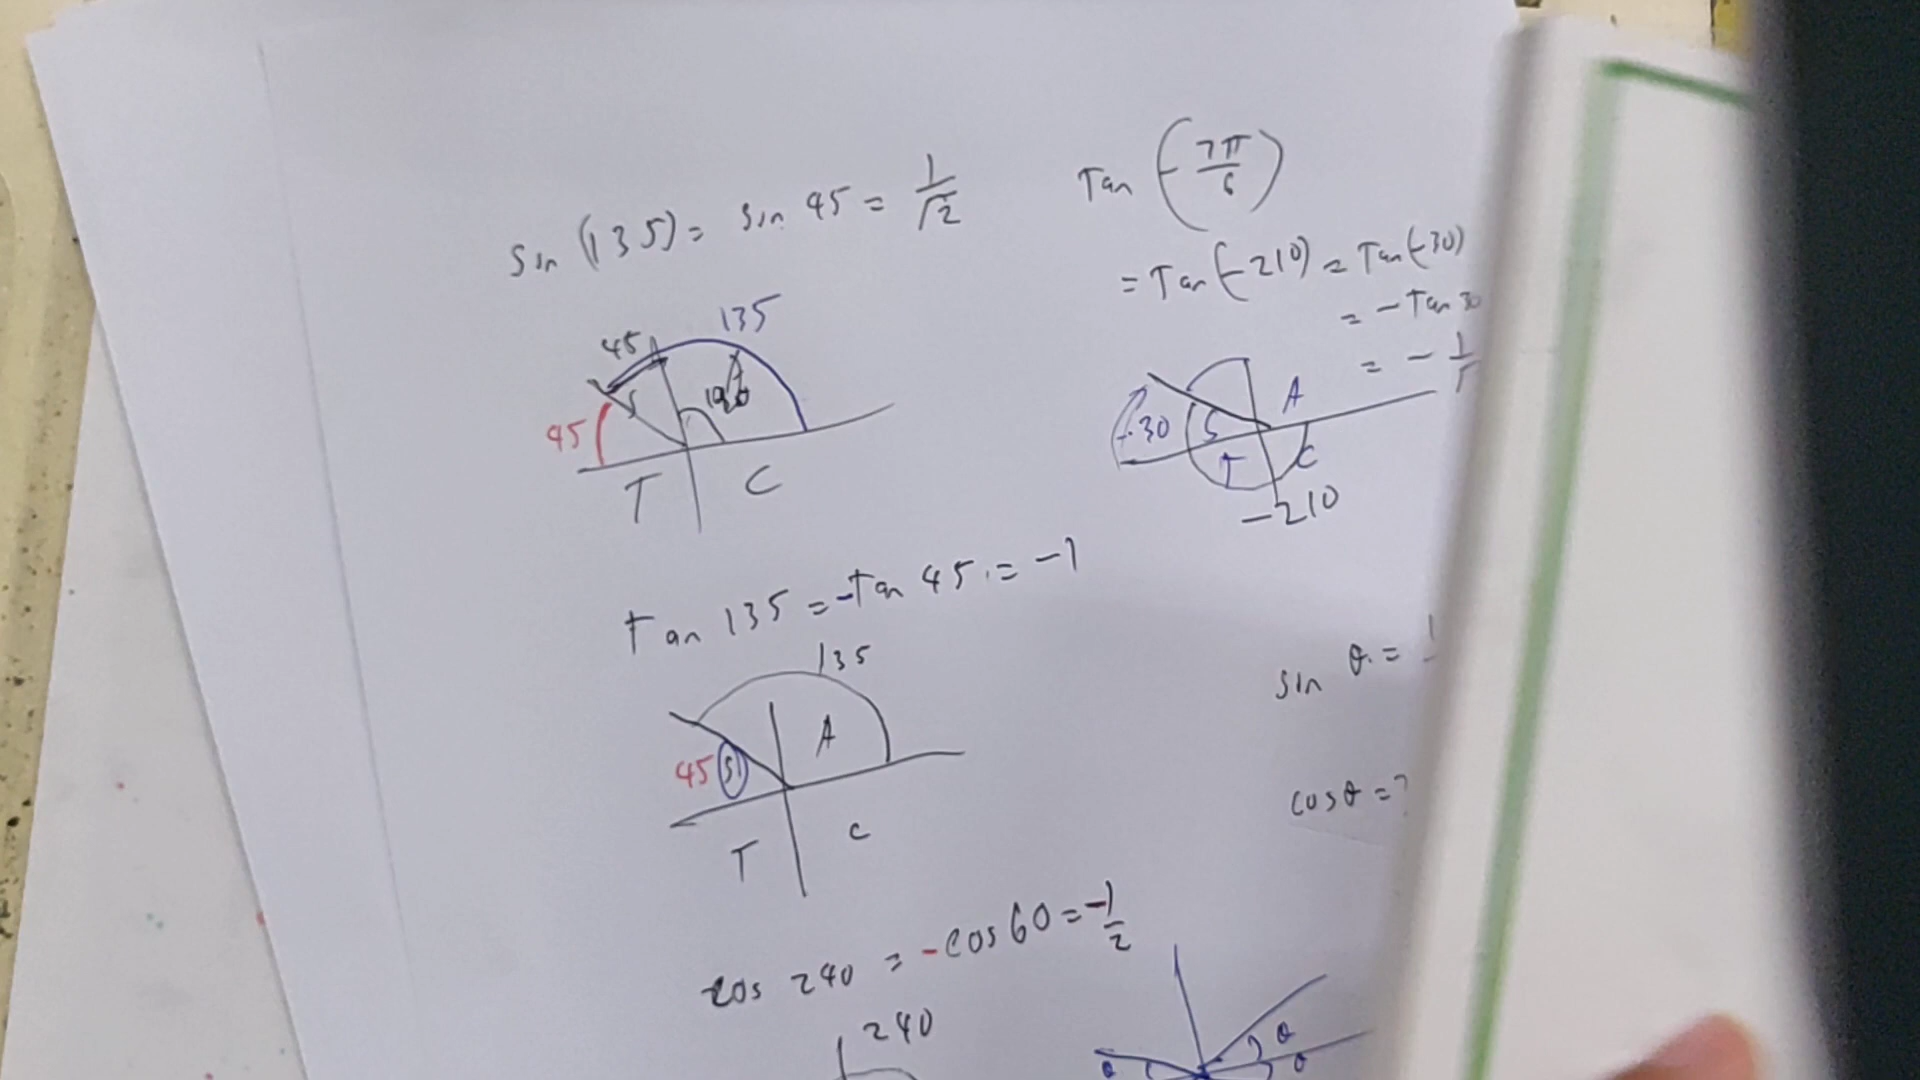 sin (135) = sin 45 = 1/√2
135
45
S
45
T C
Tan (-7π/6)
= Tan (-210) = Tan (-30)
= - Tan 30
= - 1
A
-30 S
T C
-210
Tan 135 = -Tan 45 = -1
135
A
45 S
T C
sin θ =
cos θ = ?
cos 240 = -cos 60 = -1/2
240
θ
θ θ